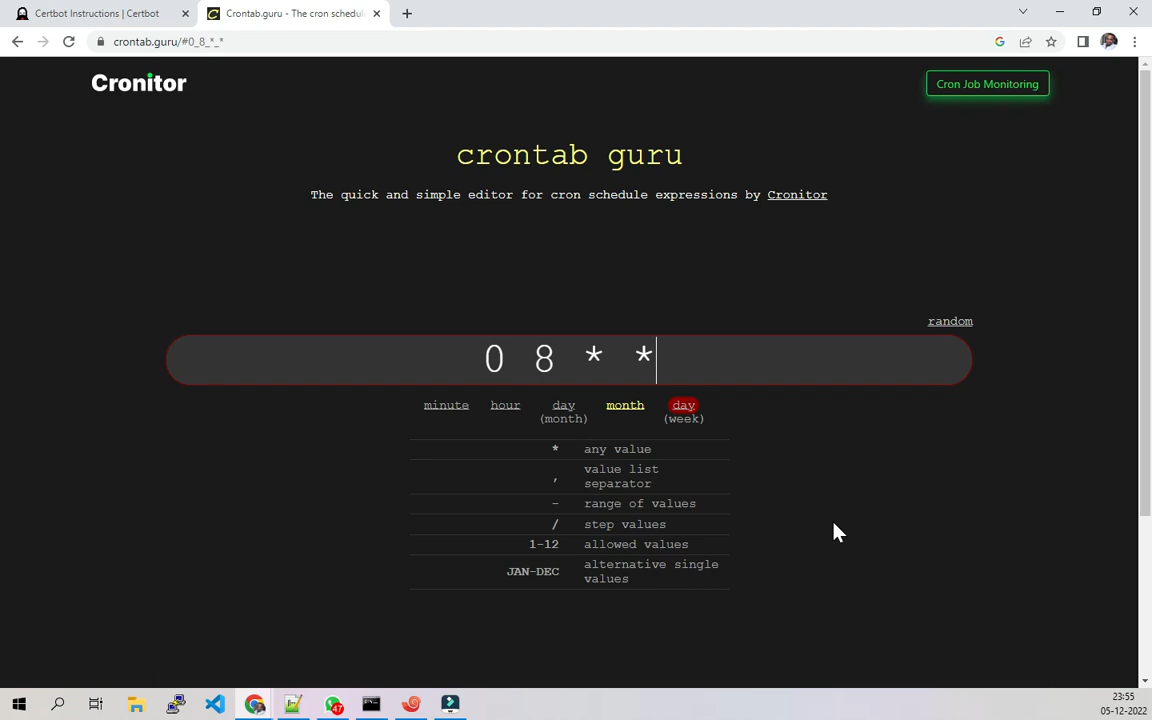 Certbot Instructions | Certbot
Crontab.guru - The cron schedul
crontab.guru/#0_8_*_*
Cronitor
Cron Job Monitoring
crontab guru
The quick and simple editor for cron schedule expressions by Cronitor
random
0 8 * *
minute hour day (month) month day (week)
* any value
, value list separator
- range of values
/ step values
1-12 allowed values
JAN-DEC alternative single values
47
23:55
05-12-2022